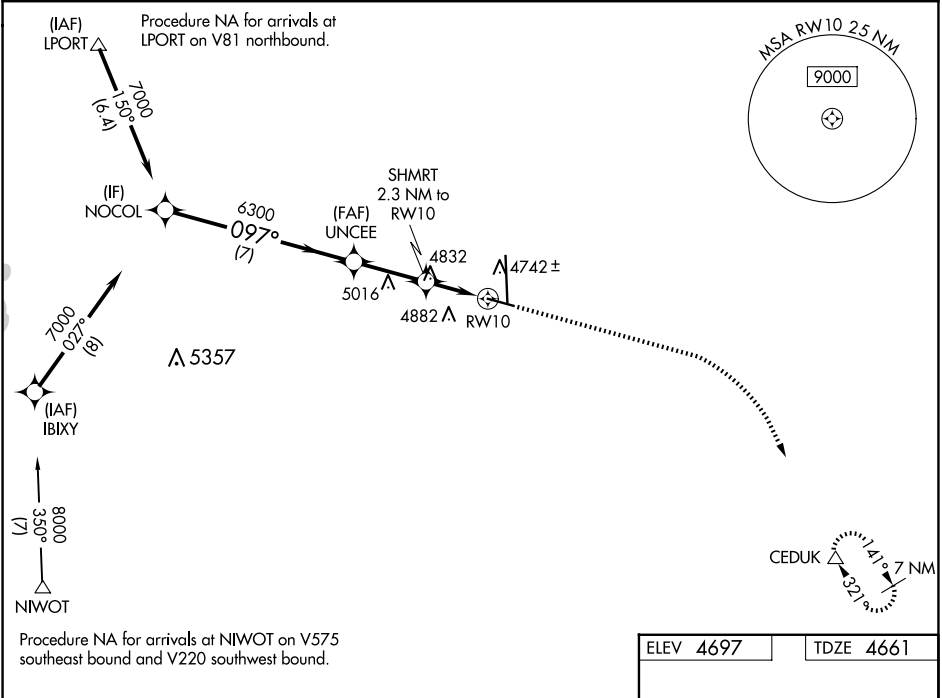 (IAF)
LPORT
Procedure NA for arrivals at
LPORT on V81 northbound.
MSA RW10 25 NM
9000
7000
150°
(6.4)
(IF)
NOCOL
6300
097°
(7)
(FAF)
UNCEE
SHMRT
2.3 NM to
RW10
4832
4742±
5016
4882
RW10
7000
027°
(8)
5357
(IAF)
IBIXY
8000
350°
(7)
NIWOT
CEDUK
141°
7 NM
321°
Procedure NA for arrivals at NIWOT on V575
southeast bound and V220 southwest bound.
ELEV 4697
TDZE 4661